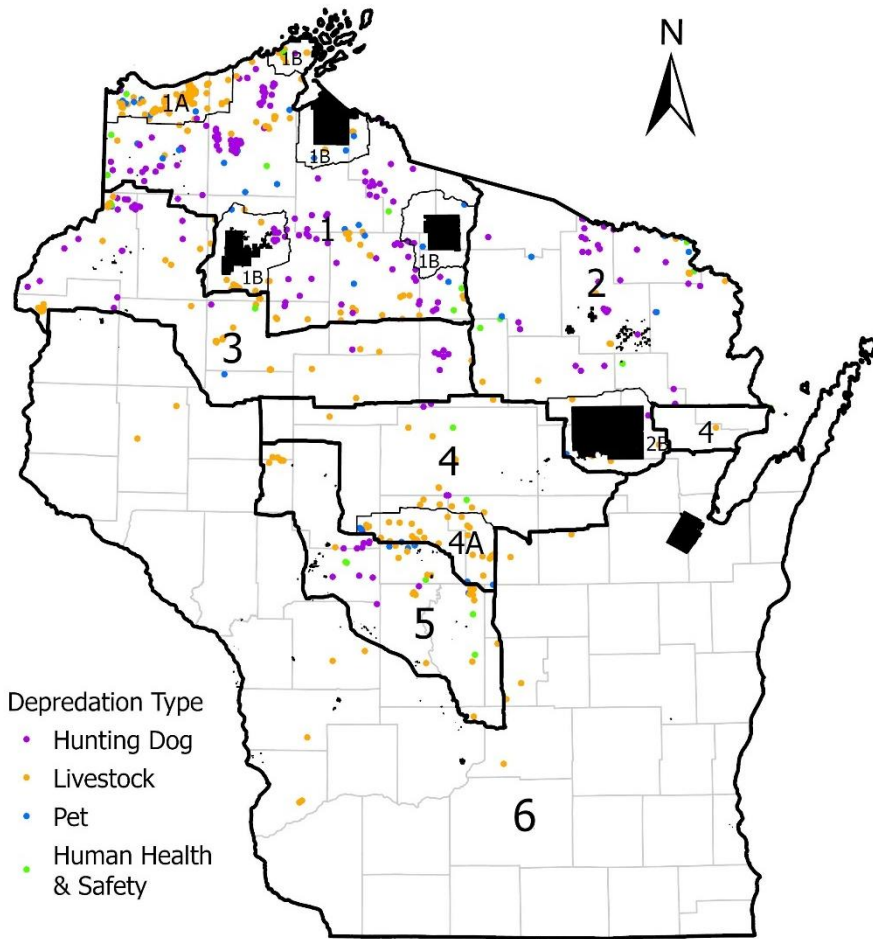 N
1B
1A
1B
1
1B
1B
2
3
4
4
2B
4A
5
6
Depredation Type
Hunting Dog
Livestock
Pet
Human Health
& Safety